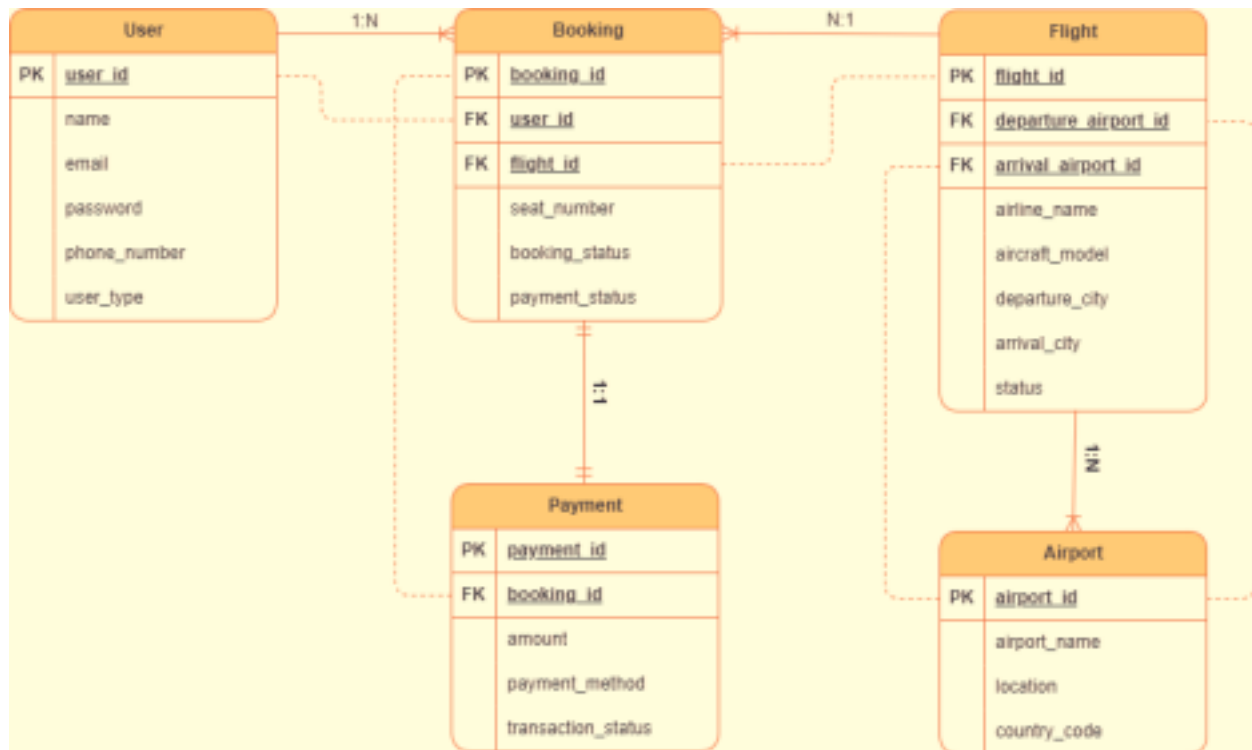 1:N
N:1
User
PK user_id
name
email
password
phone_number
user_type
Booking
PK booking_id
FK user_id
FK flight_id
seat_number
booking_status
payment_status
Flight
PK flight_id
FK departure_airport_id
FK arrival_airport_id
airline_name
aircraft_model
departure_city
arrival_city
status
1:1
1:N
Payment
PK payment_id
FK booking_id
amount
payment_method
transaction_status
Airport
PK airport_id
airport_name
location
country_code